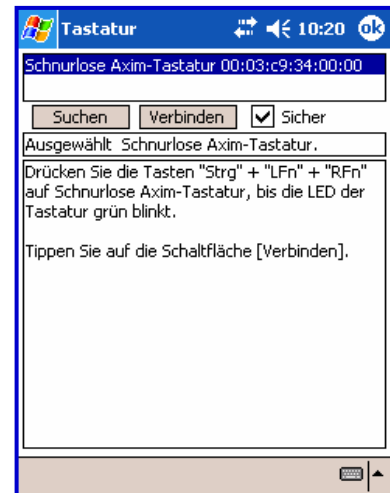 Tastatur 10:20 ok
Schnurlose Axim-Tastatur 00:03:c9:34:00:00
Suchen Verbinden Sicher
Ausgewählt Schnurlose Axim-Tastatur.
Drücken Sie die Tasten "Strg" + "LFn" + "RFn"
auf Schnurlose Axim-Tastatur, bis die LED der
Tastatur grün blinkt.
Tippen Sie auf die Schaltfläche [Verbinden].